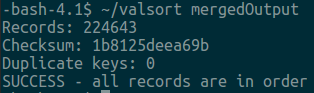 -bash-4.1$ ~/valsort mergedOutput
Records: 224643
Checksum: 1b8125deea69b
Duplicate keys: 0
SUCCESS - all records are in order